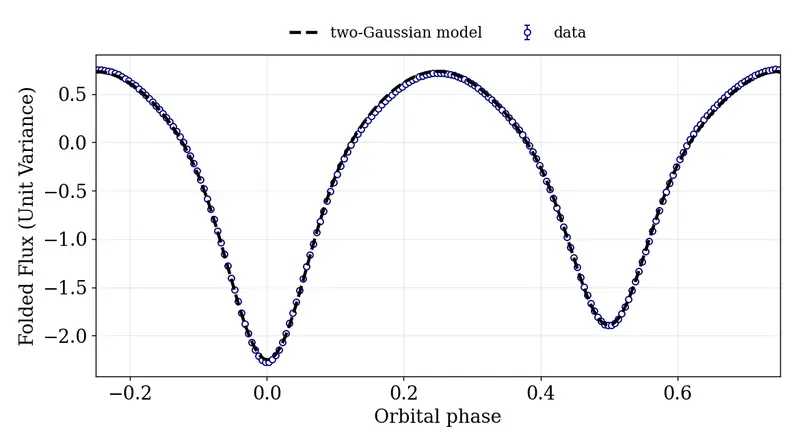 two-Gaussian model
data
Folded Flux (Unit Variance)
0.5
0.0
−0.5
−1.0
−1.5
−2.0
−0.2
0.0
0.2
0.4
0.6
Orbital phase